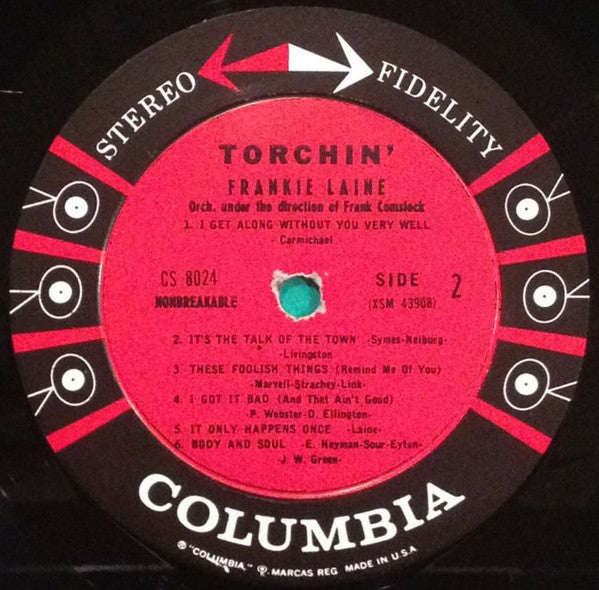 STEREO FIDELITY
TORCHIN'
FRANKIE LAINE
Orch. under the direction of Frank Comstock
1. I GET ALONG WITHOUT YOU VERY WELL
- Carmichael
CS 8024
NONBREAKABLE
SIDE 2
(XSM 43908)
2. IT'S THE TALK OF THE TOWN -Symes-Neiburg-
-Livingston
3. THESE FOOLISH THINGS (Remind Me Of You)
-Marvell-Strachey-Link-
4. I GOT IT BAD (And That Ain't Good)
P. Webster-D. Ellington-
5. IT ONLY HAPPENS ONCE -Laine-
6. BODY AND SOUL -E. Heyman-Sour-Eyton-
-J. W. Green-
COLUMBIA
® "COLUMBIA," ℗. MARCAS REG MADE IN U.S.A